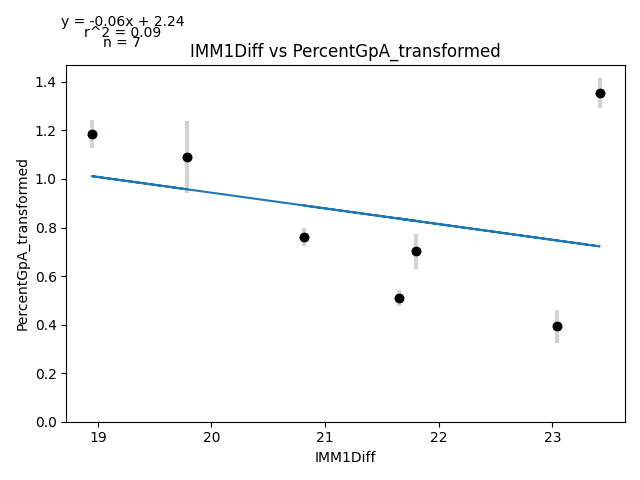 y = -0.06x + 2.24
r^2 = 0.09
n = 7
IMM1Diff vs PercentGpA_transformed
PercentGpA_transformed
1.4
1.2
1.0
0.8
0.6
0.4
0.2
0.0
19
20
21
22
23
IMM1Diff